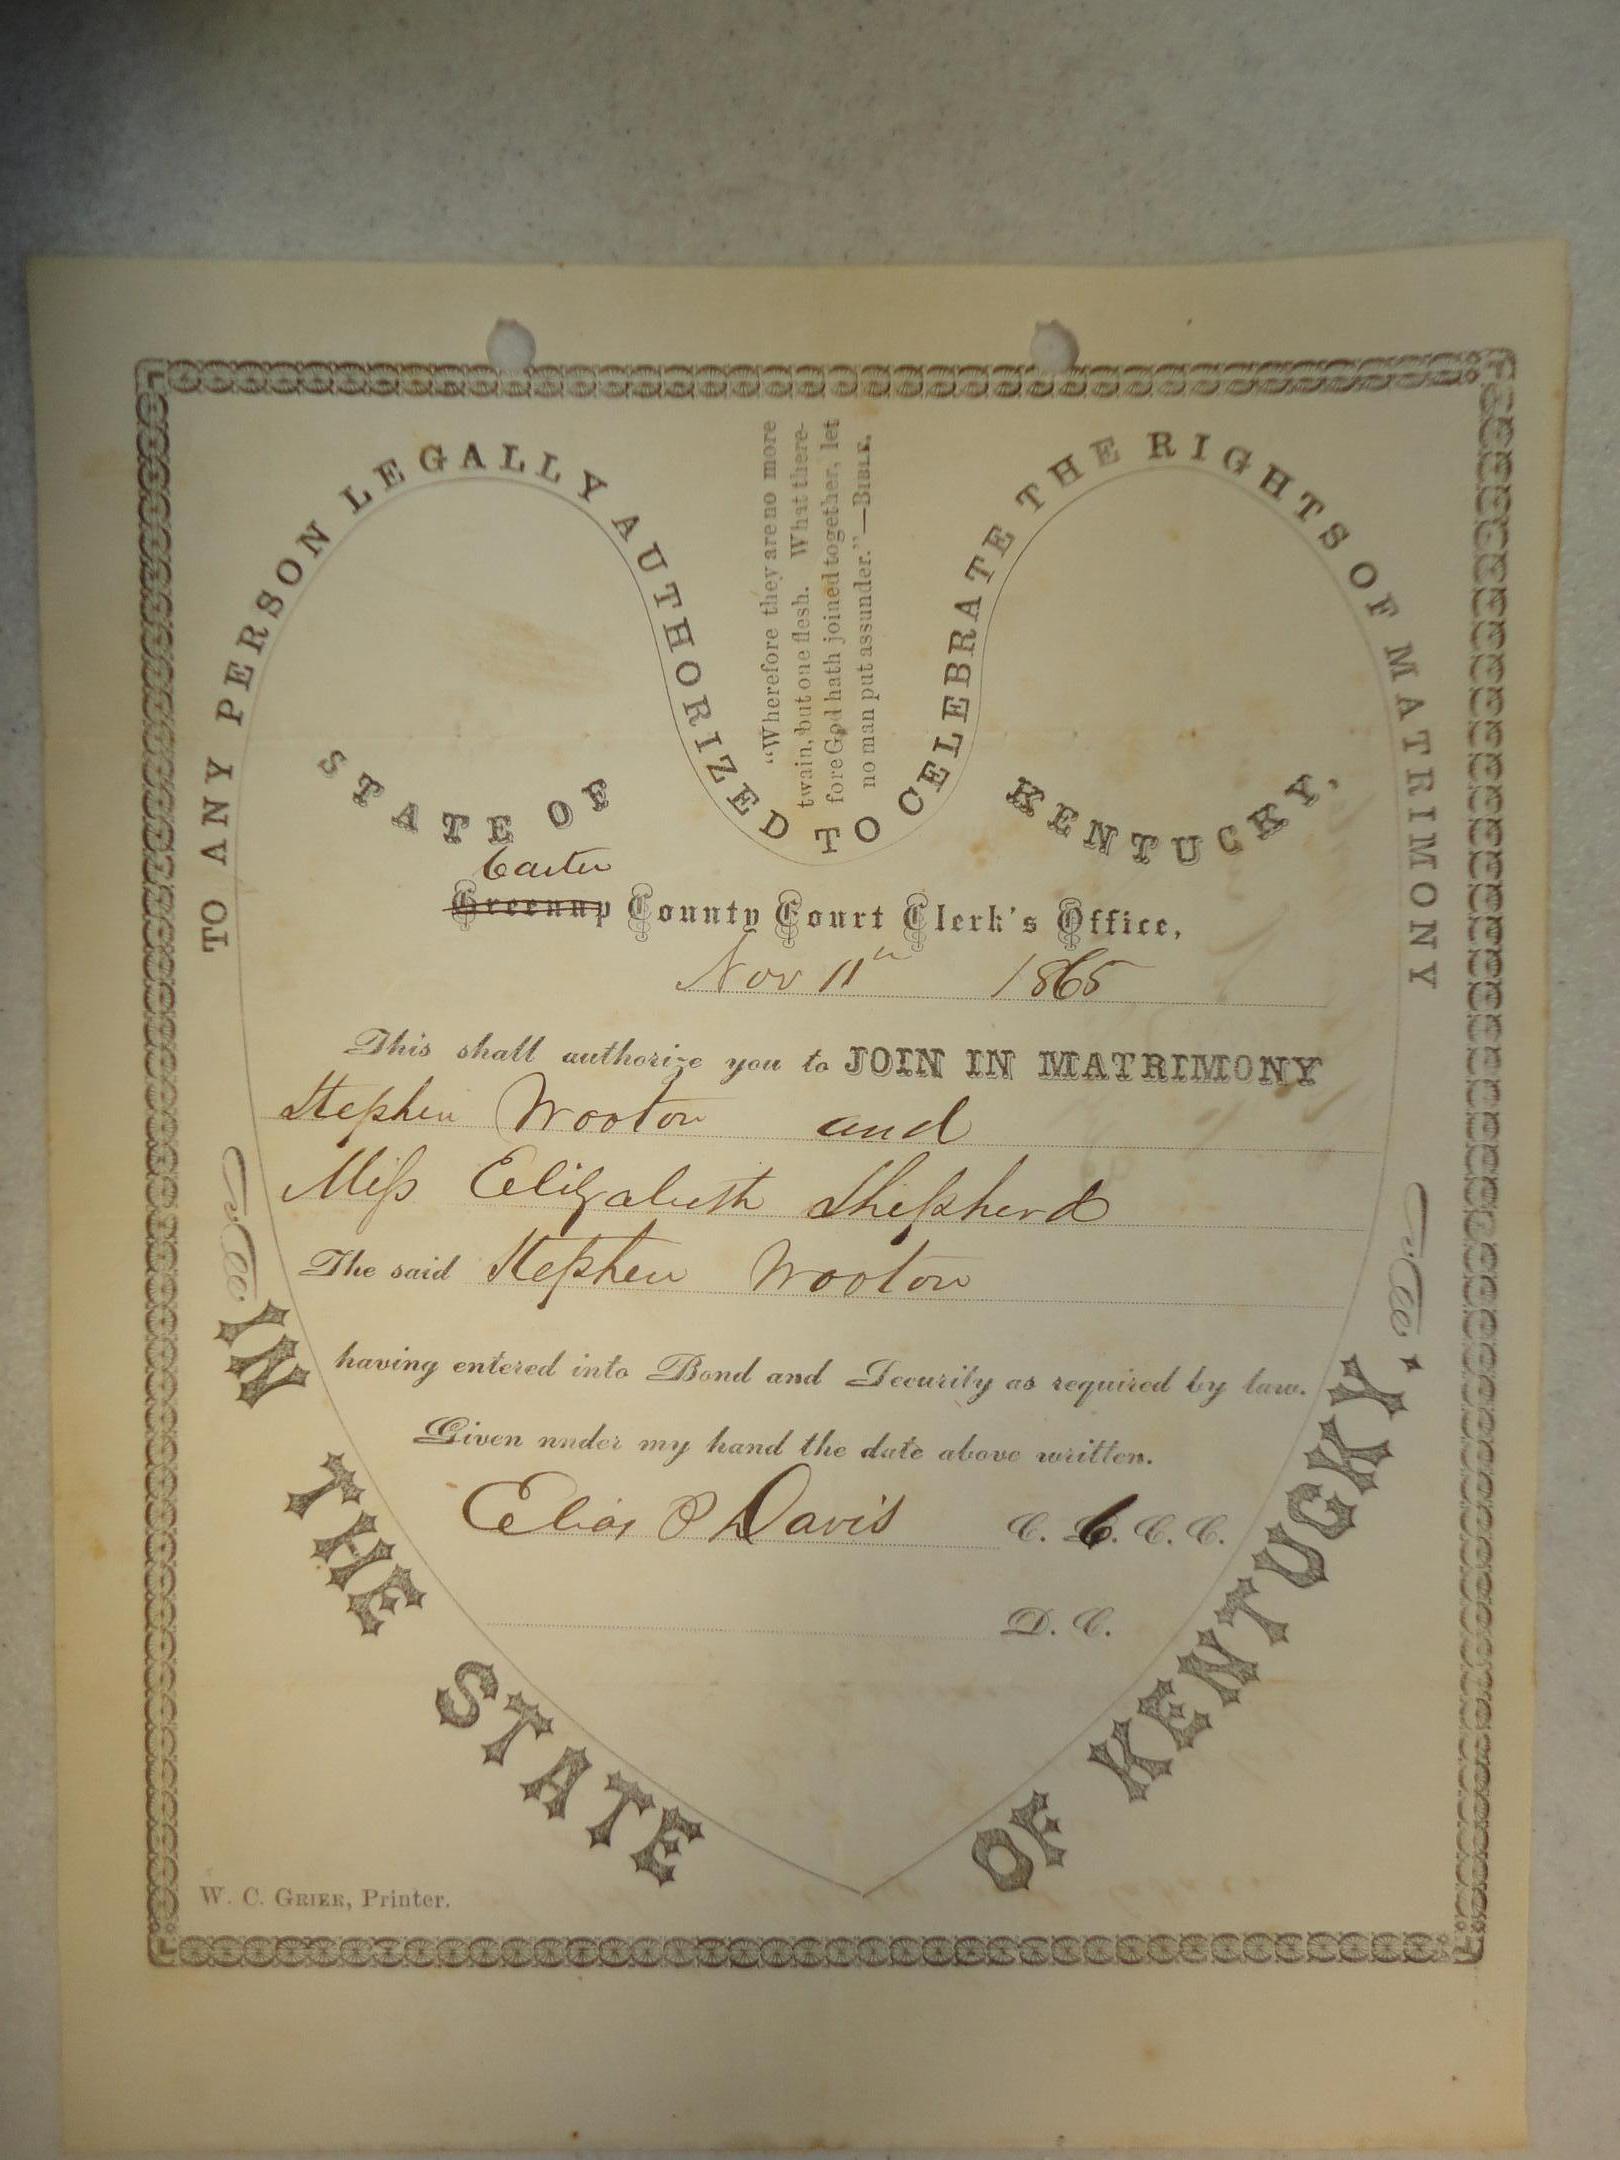 TO ANY PERSON LEGALLY AUTHORIZED TO CELEBRATE THE RIGHTS OF MATRIMONY
"Wherefore they are no more
twain, but one flesh. What there-
fore God hath joined together, let
no man put assunder."—BIBLE.
STATE OF KENTUCKY,
Carter
Greenup County Court Clerk's Office,
Nov 11th 1865
This shall authorize you to JOIN IN MATRIMONY
Stephen Wooton and
Miss Elizabeth Shepherd
The said Stephen Wooton
having entered into Bond and Security as required by law.
Given nnder my hand the date above written.
Elias P Davis C. C. C. C.
D. C.
IN THE STATE OF KENTUCKY.
W. C. GRIER, Printer.